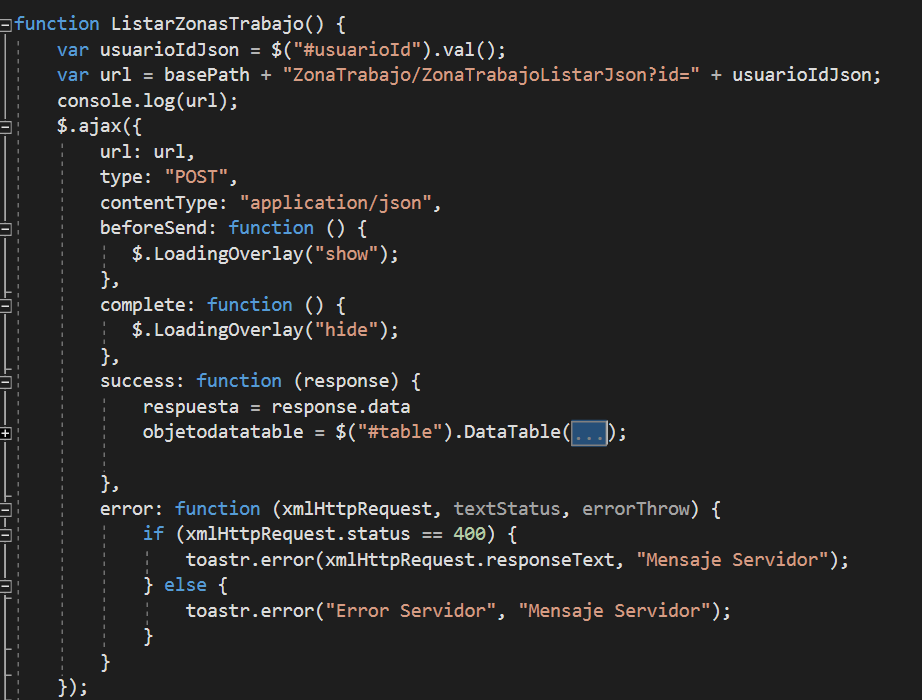 function ListarZonasTrabajo() {
var usuarioIdJson = $("#usuarioId").val();
var url = basePath + "ZonaTrabajo/ZonaTrabajoListarJson?id=" + usuarioIdJson;
console.log(url);
$.ajax({
url: url,
type: "POST",
contentType: "application/json",
beforeSend: function () {
$.LoadingOverlay("show");
},
complete: function () {
$.LoadingOverlay("hide");
},
success: function (response) {
respuesta = response.data
objetodatatable = $("#table").DataTable(...);
},
error: function (xmlHttpRequest, textStatus, errorThrow) {
if (xmlHttpRequest.status == 400) {
toastr.error(xmlHttpRequest.responseText, "Mensaje Servidor");
} else {
toastr.error("Error Servidor", "Mensaje Servidor");
}
}
});